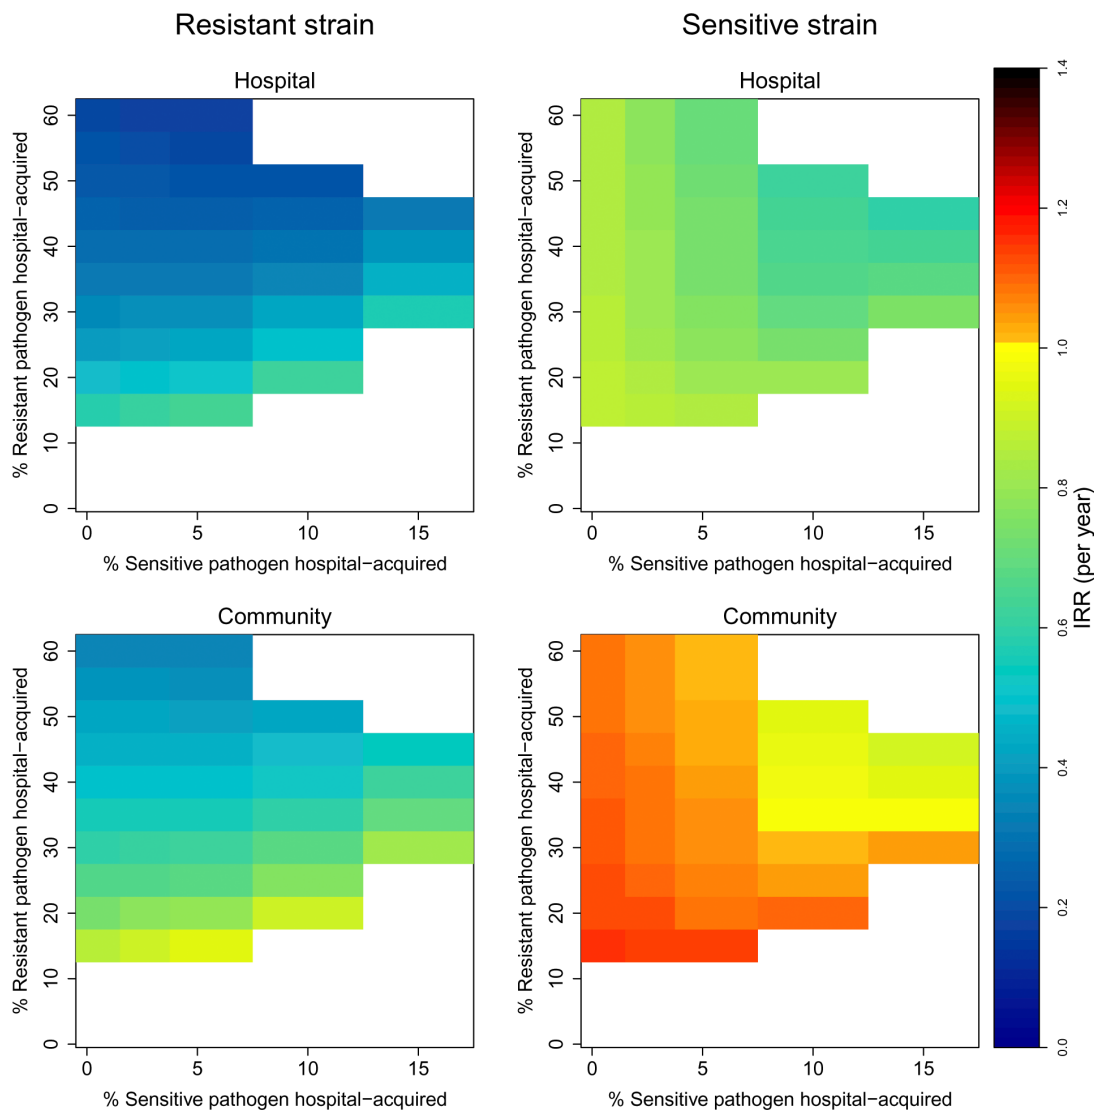 Resistant strain
Sensitive strain
Hospital
% Resistant pathogen hospital−acquired
0 10 20 30 40 50 60
0 5 10 15
% Sensitive pathogen hospital−acquired
Hospital
% Resistant pathogen hospital−acquired
0 10 20 30 40 50 60
0 5 10 15
% Sensitive pathogen hospital−acquired
Community
% Resistant pathogen hospital−acquired
0 10 20 30 40 50 60
0 5 10 15
% Sensitive pathogen hospital−acquired
Community
% Resistant pathogen hospital−acquired
0 10 20 30 40 50 60
0 5 10 15
% Sensitive pathogen hospital−acquired
0.0 0.2 0.4 0.6 0.8 1.0 1.2 1.4
IRR (per year)